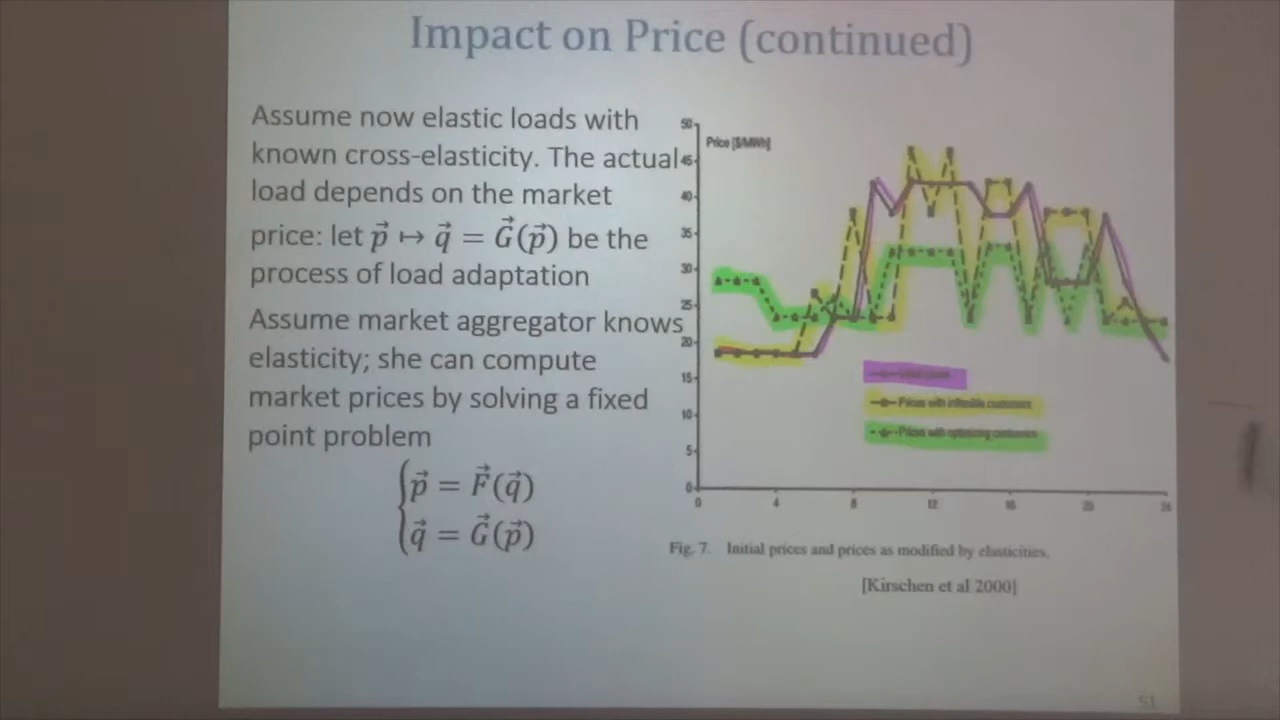 Impact on Price (continued)
Assume now elastic loads with
known cross-elasticity. The actual
load depends on the market
price: let p⃗ ↦ q⃗ = G⃗(p⃗) be the
process of load adaptation
Assume market aggregator knows
elasticity; she can compute
market prices by solving a fixed
point problem
p⃗ = F⃗(q⃗)
q⃗ = G⃗(p⃗)
Price [$/MWh]
50
45
40
35
30
25
20
15
10
5
0
0 4 8 12 16 20 24
Prices with inflexible customers
Prices with optimizing customers
Fig. 7. Initial prices and prices as modified by elasticities.
[Kirschen et al 2000]
51